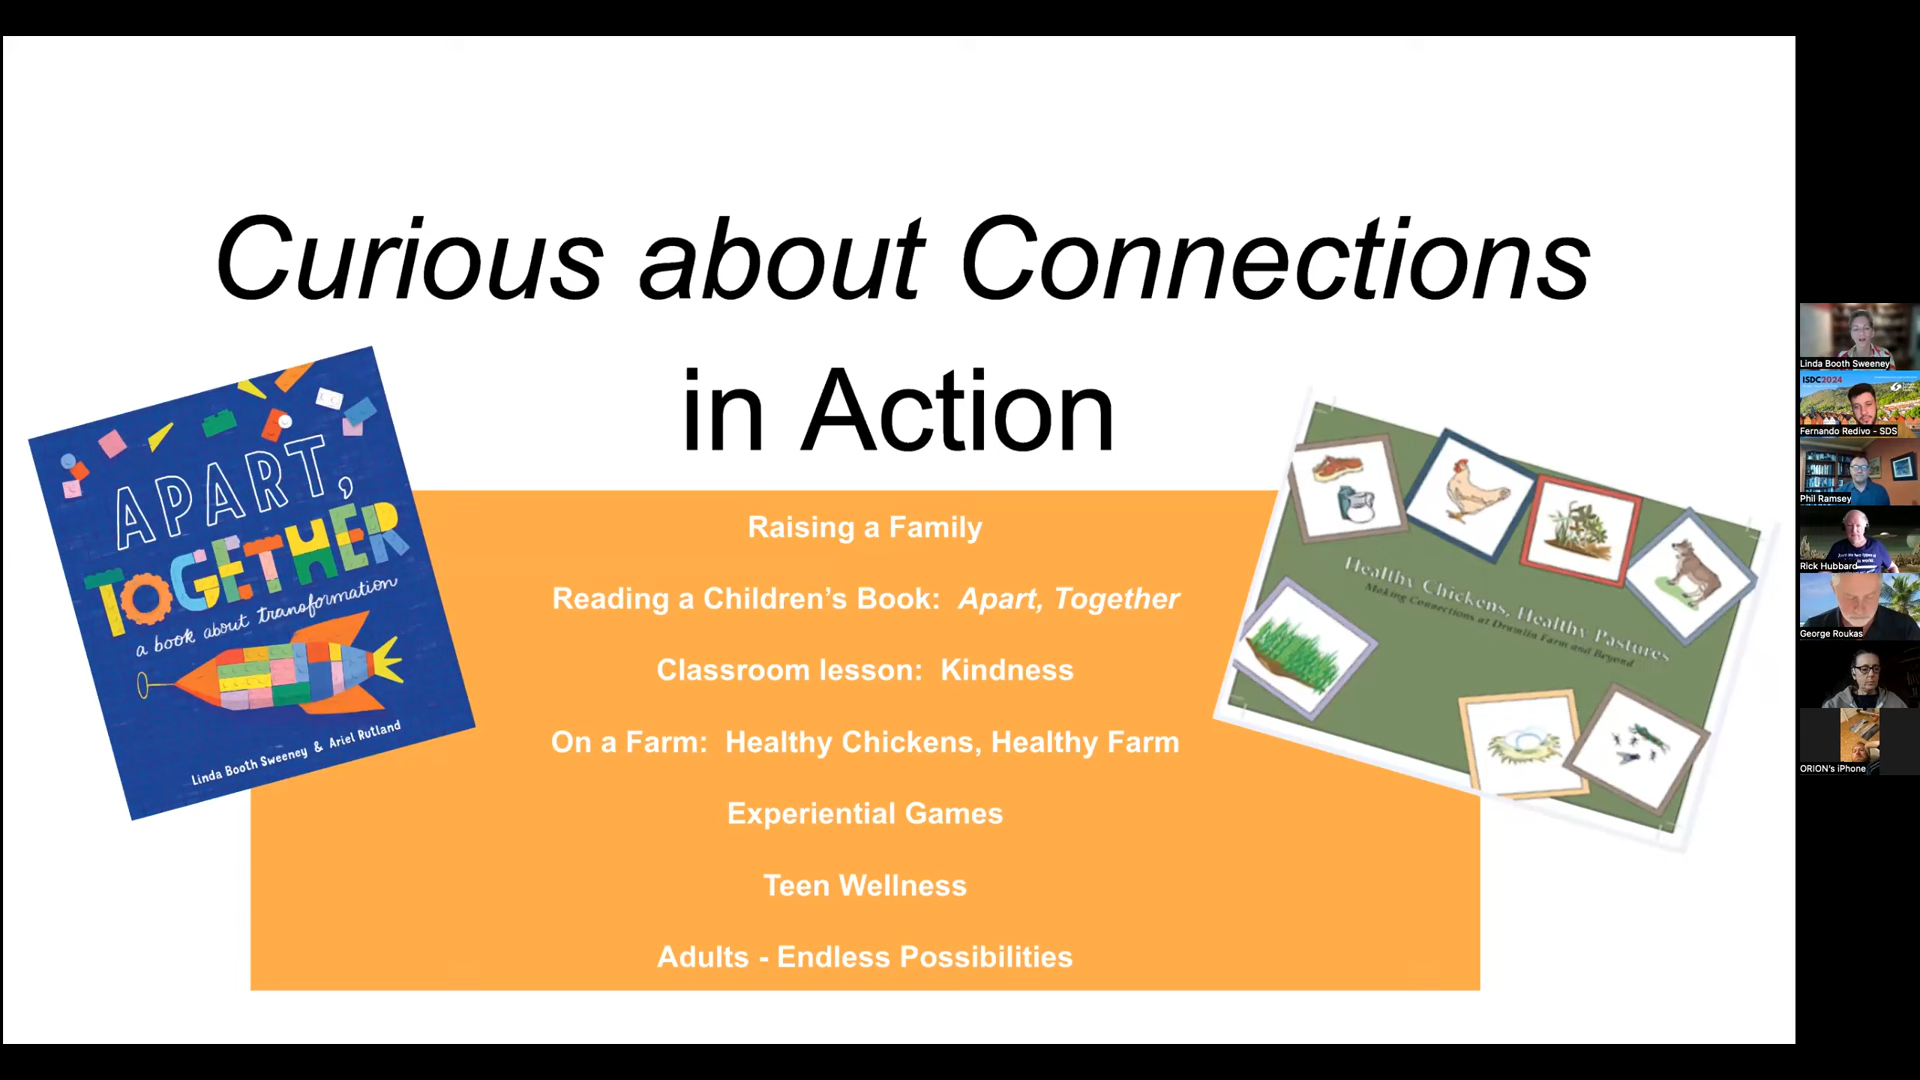 Curious about Connections
in Action
APART,
TOGETHER
a book about transformation
Linda Booth Sweeney & Ariel Rutland
Raising a Family
Reading a Children’s Book: Apart, Together
Classroom lesson: Kindness
On a Farm: Healthy Chickens, Healthy Farm
Experiential Games
Teen Wellness
Adults - Endless Possibilities
Healthy Chickens, Healthy Pastures
Making Connections at Drumlin Farm and Beyond
Linda Booth Sweeney
ISDC2024
Fernando Redivo - SDS
Phil Ramsey
Rick Hubbard
George Roukas
ORION's iPhone